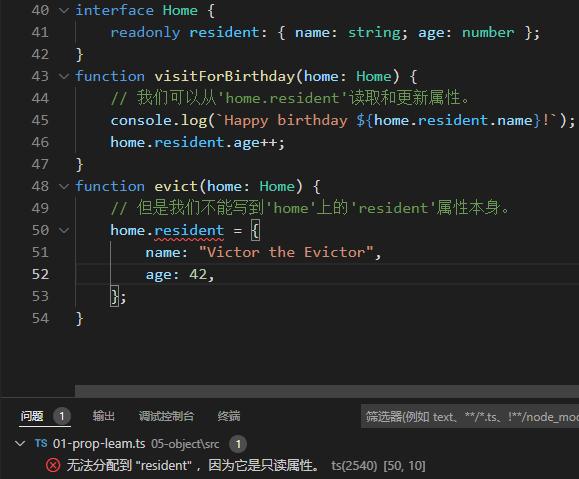 40 interface Home {
41 readonly resident: { name: string; age: number };
42 }
43 function visitForBirthday(home: Home) {
44 // 我们可以从'home.resident'读取和更新属性。
45 console.log(`Happy birthday ${home.resident.name}!`);
46 home.resident.age++;
47 }
48 function evict(home: Home) {
49 // 但是我们不能写到'home'上的'resident'属性本身。
50 home.resident = {
51 name: "Victor the Evictor",
52 age: 42,
53 };
54 }
问题 1 输出 调试控制台 终端 筛选器(例如 text、**/*.ts、!**/node_mod
TS 01-prop-leam.ts 05-object\src 1
无法分配到 "resident" ，因为它是只读属性。 ts(2540) [50, 10]